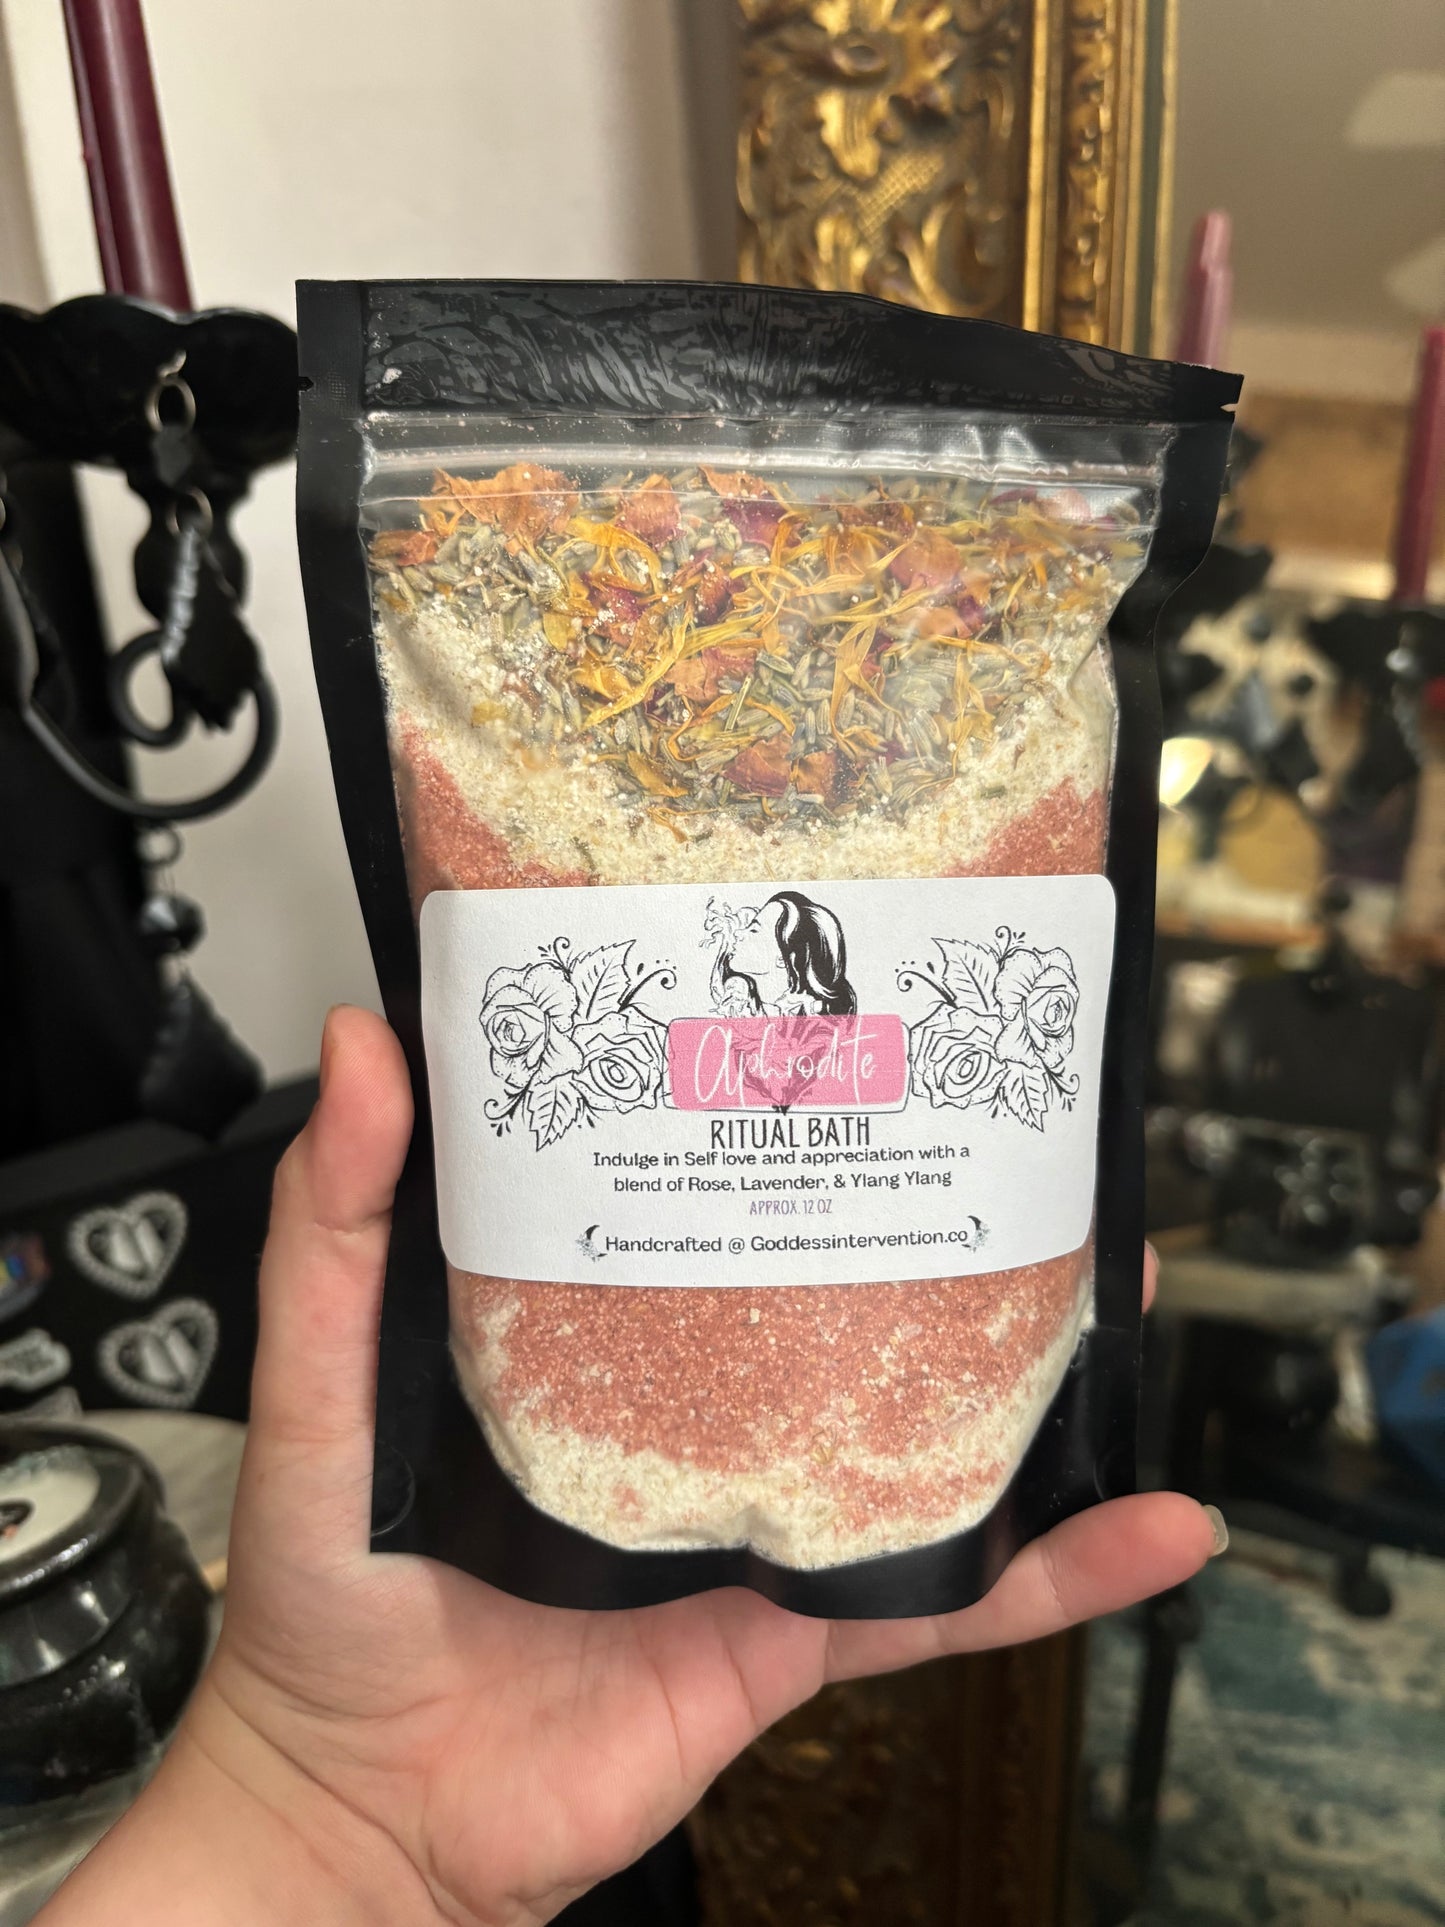 Aphrodite
RITUAL BATH
Indulge in Self love and appreciation with a
blend of Rose, Lavender, & Ylang Ylang
APPROX. 12 OZ
Handcrafted @ Goddessintervention.co